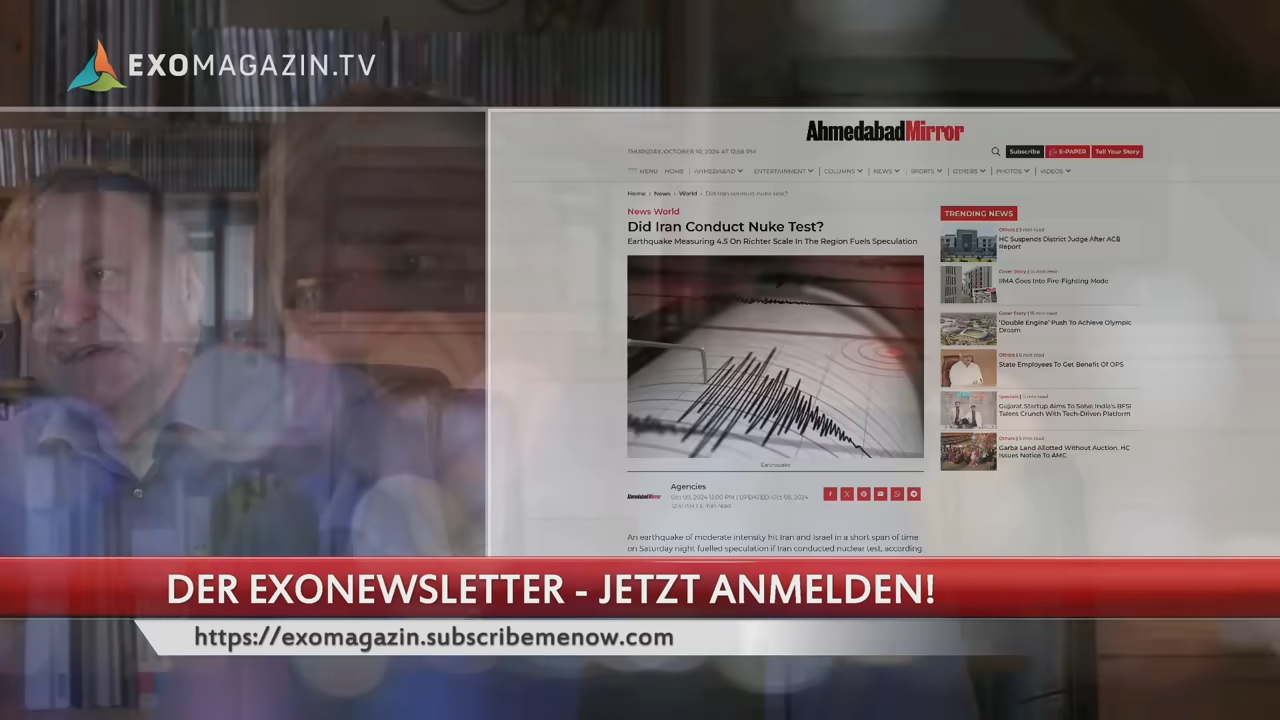 EXOMAGAZIN.TV
AhmedabadMirror
THURSDAY, OCTOBER 10, 2024 AT 12:56 PM
Subscribe
E-PAPER
Tell Your Story
MENU HOME AHMEDABAD ENTERTAINMENT COLUMNS NEWS SPORTS OTHERS PHOTOS VIDEOS
Home > News > World > Did Iran conduct nuke test?
News World
Did Iran Conduct Nuke Test?
Earthquake Measuring 4.5 On Richter Scale In The Region Fuels Speculation
Earthquake
Agencies
AhmedabadMirror
An earthquake of moderate intensity hit Iran and Israel in a short span of time
on Saturday night fuelled speculation if Iran conducted nuclear test, according
TRENDING NEWS
HC Suspends District Judge After ACB
Report
IIMA Goes Into Fire-Fighting Mode
'Double Engine' Push To Achieve Olympic
Dream
State Employees To Get Benefit Of OPS
Gujarat Startup Aims To Solve India's BFSI
Talent Crunch With Tech-Driven Platform
Garba Land Allotted Without Auction, HC
Issues Notice To AMC
DER EXONEWSLETTER - JETZT ANMELDEN!
https://exomagazin.subscribemenow.com